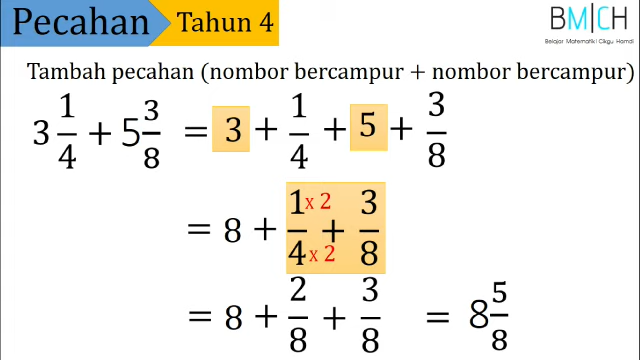 Pecahan Tahun 4
BM|CH
Belajar Matematik Cikgu Hamdi
Tambah pecahan (nombor bercampur + nombor bercampur)
3 1/4 + 5 3/8 = 3 + 1/4 + 5 + 3/8
= 8 + 1 x 2/4 x 2 + 3/8
= 8 + 2/8 + 3/8 = 8 5/8